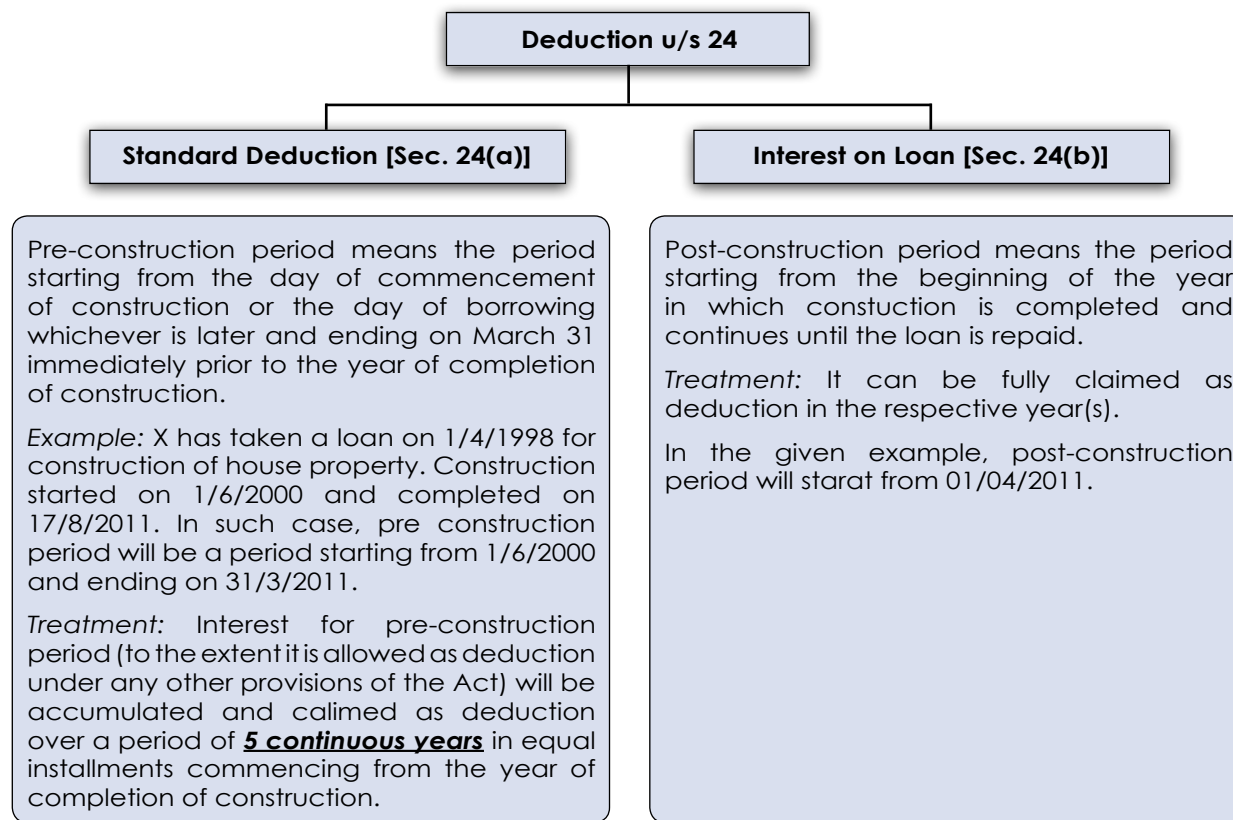 Deduction u/s 24
Standard Deduction [Sec. 24(a)]
Interest on Loan [Sec. 24(b)]
Pre-construction period means the period
starting from the day of commencement
of construction or the day of borrowing
whichever is later and ending on March 31
immediately prior to the year of completion
of construction.
Example: X has taken a loan on 1/4/1998 for
construction of house property. Construction
started on 1/6/2000 and completed on
17/8/2011. In such case, pre construction
period will be a period starting from 1/6/2000
and ending on 31/3/2011.
Treatment: Interest for pre-construction
period (to the extent it is allowed as deduction
under any other provisions of the Act) will be
accumulated and calimed as deduction
over a period of 5 continuous years in equal
installments commencing from the year of
completion of construction.
Post-construction period means the period
starting from the beginning of the year
in which constuction is completed and
continues until the loan is repaid.
Treatment: It can be fully claimed as
deduction in the respective year(s).
In the given example, post-construction
period will starat from 01/04/2011.